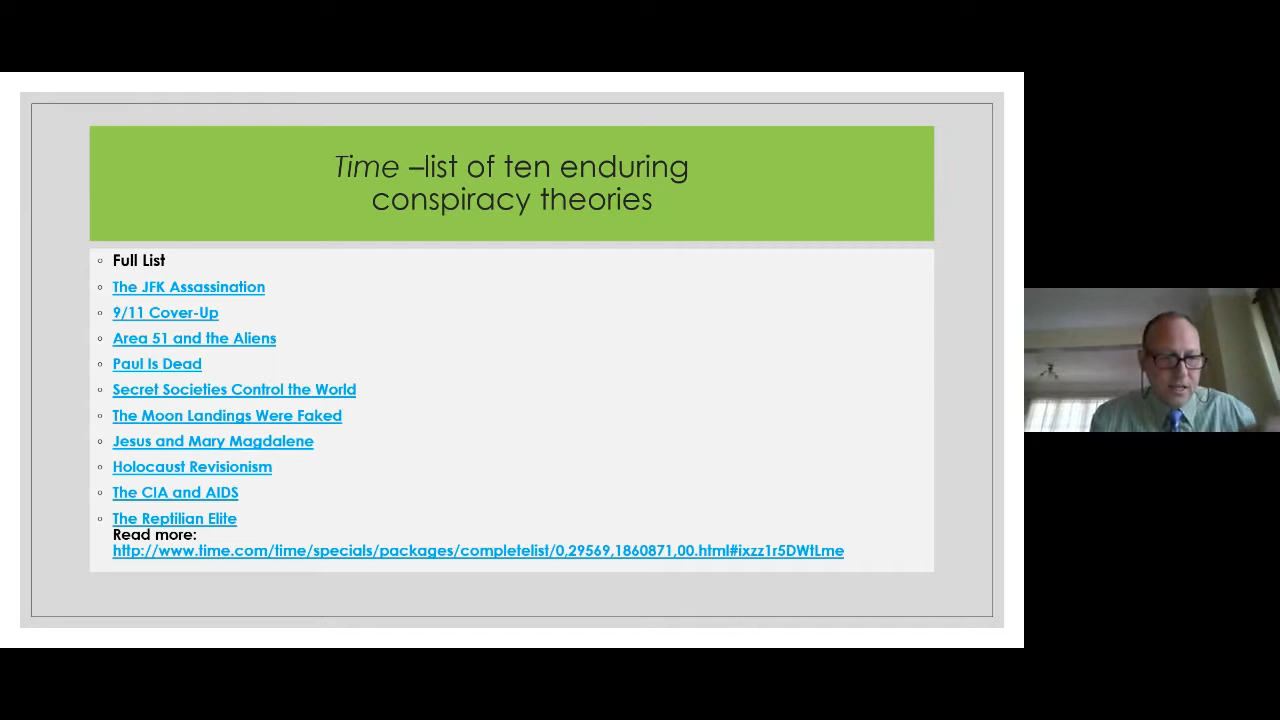 Time –list of ten enduring
conspiracy theories
Full List
The JFK Assassination
9/11 Cover-Up
Area 51 and the Aliens
Paul Is Dead
Secret Societies Control the World
The Moon Landings Were Faked
Jesus and Mary Magdalene
Holocaust Revisionism
The CIA and AIDS
The Reptilian Elite
Read more:
http://www.time.com/time/specials/packages/completelist/0,29569,1860871,00.html#ixzz1r5DWtLme